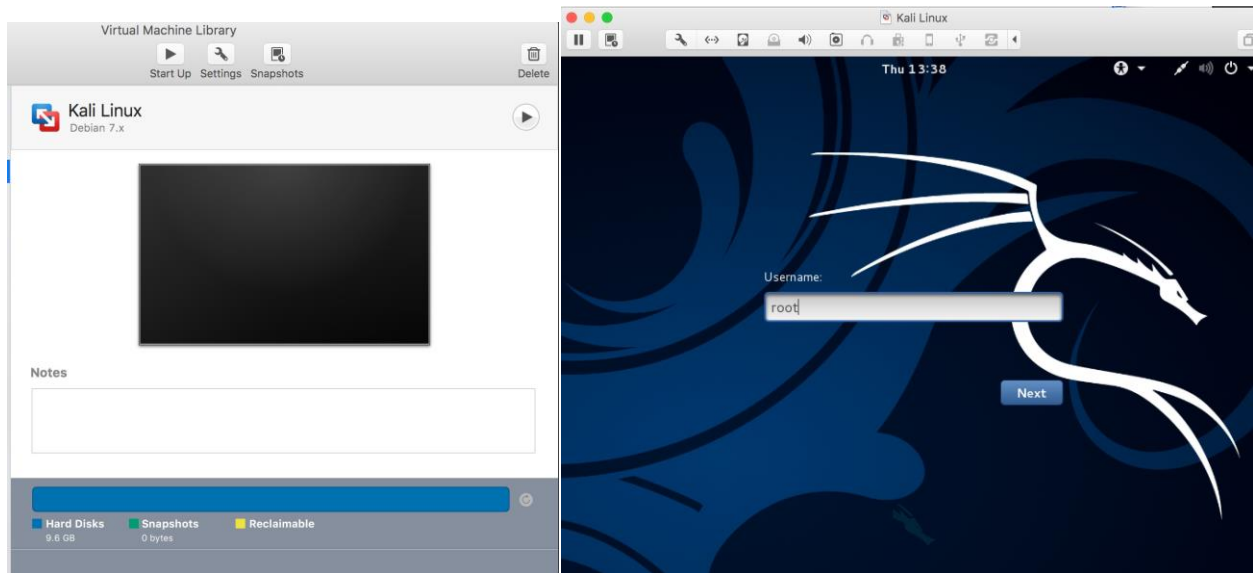 Virtual Machine Library
Start Up Settings Snapshots Delete
Kali Linux
Debian 7.x
Notes
Hard Disks Snapshots Reclaimable
9.6 GB 0 bytes
Kali Linux
Thu 13:38
Username:
root
Next